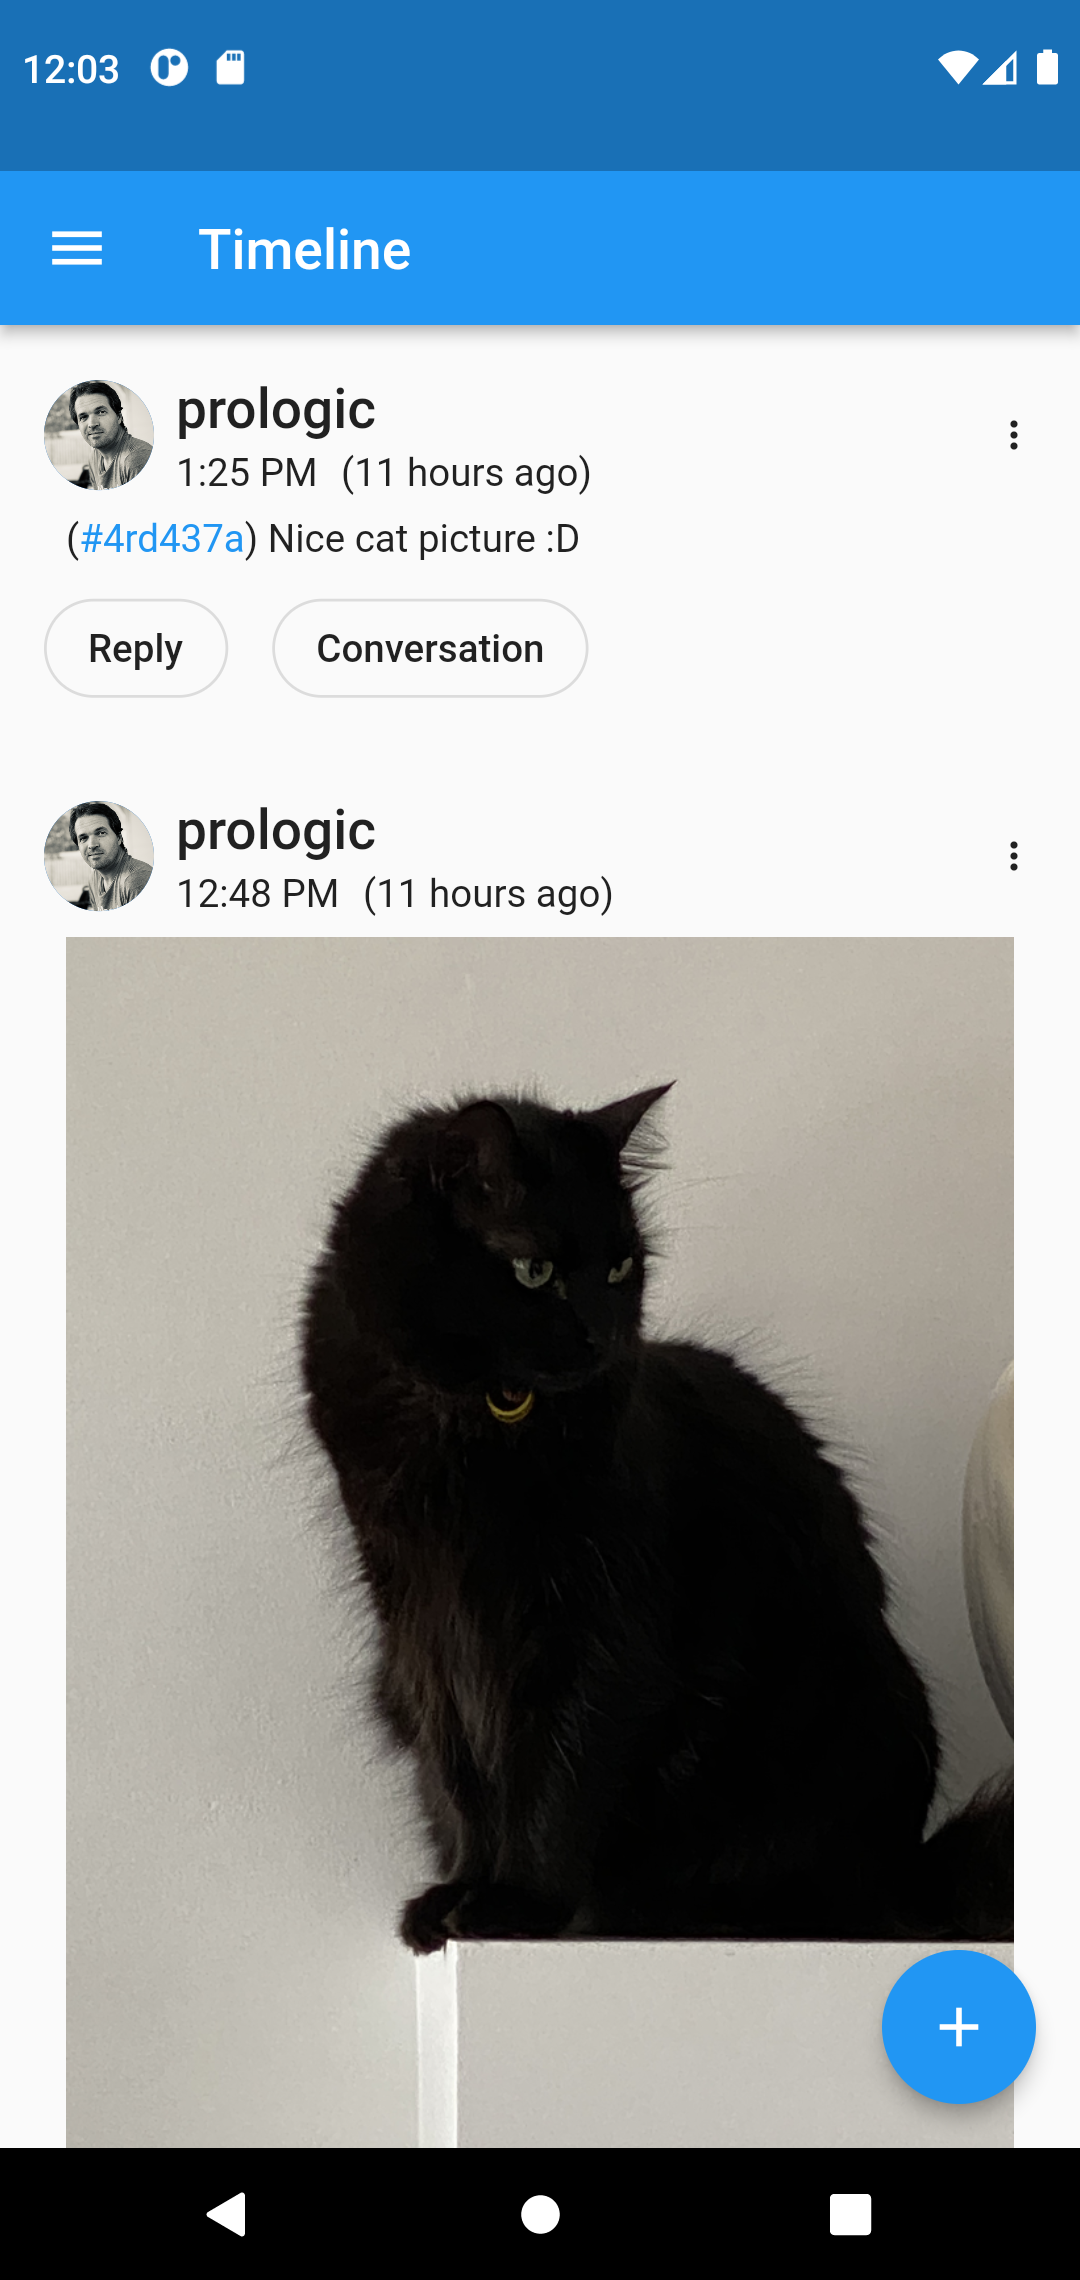 12:03
Timeline
prologic
1:25 PM (11 hours ago)
(#4rd437a) Nice cat picture :D
Reply Conversation
prologic
12:48 PM (11 hours ago)